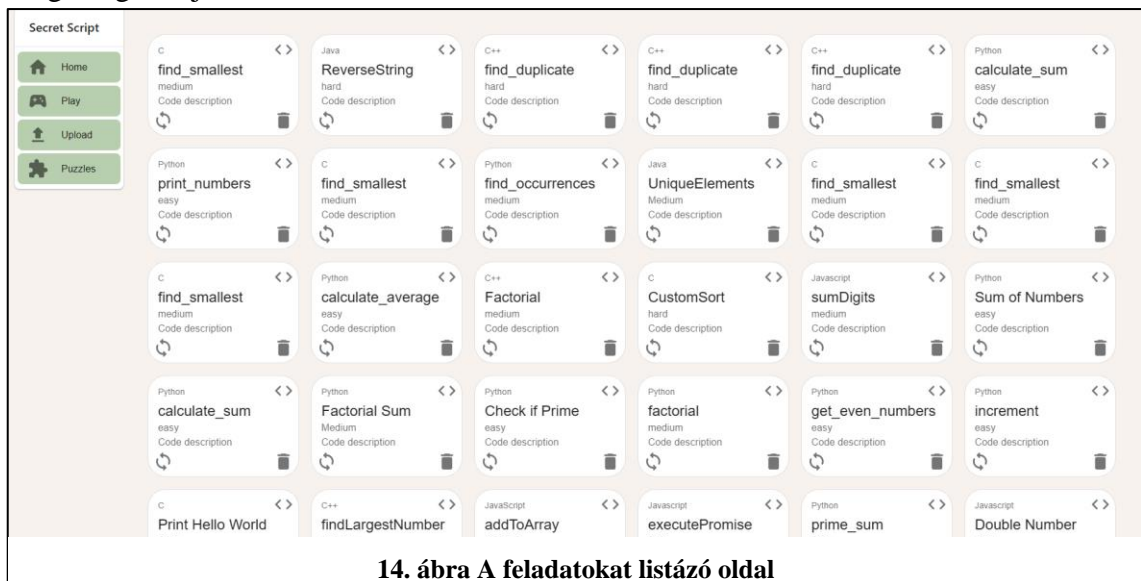 Secret Script
Home
Play
Upload
Puzzles
C
find_smallest
medium
Code description
Java
ReverseString
hard
Code description
C++
find_duplicate
hard
Code description
C++
find_duplicate
hard
Code description
C++
find_duplicate
hard
Code description
Python
calculate_sum
easy
Code description
Python
print_numbers
easy
Code description
C
find_smallest
medium
Code description
Python
find_occurrences
medium
Code description
Java
UniqueElements
Medium
Code description
C
find_smallest
medium
Code description
C
find_smallest
medium
Code description
C
find_smallest
medium
Code description
Python
calculate_average
easy
Code description
C++
Factorial
medium
Code description
C
CustomSort
hard
Code description
Javascript
sumDigits
medium
Code description
Python
Sum of Numbers
easy
Code description
Python
calculate_sum
easy
Code description
Python
Factorial Sum
Medium
Code description
Python
Check if Prime
easy
Code description
Python
factorial
medium
Code description
Python
get_even_numbers
easy
Code description
Python
increment
easy
Code description
C
Print Hello World
C++
findLargestNumber
JavaScript
addToArray
Javascript
executePromise
Python
prime_sum
Javascript
Double Number
14. ábra A feladatokat listázó oldal